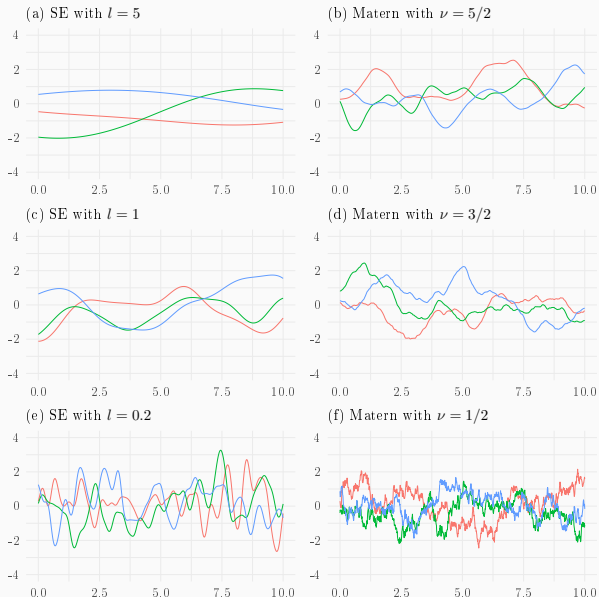 (a) SE with l = 5
4
2
0
-2
-4
0.0 2.5 5.0 7.5 10.0
(b) Matern with ν = 5/2
4
2
0
-2
-4
0.0 2.5 5.0 7.5 10.0
(c) SE with l = 1
4
2
0
-2
-4
0.0 2.5 5.0 7.5 10.0
(d) Matern with ν = 3/2
4
2
0
-2
-4
0.0 2.5 5.0 7.5 10.0
(e) SE with l = 0.2
4
2
0
-2
-4
0.0 2.5 5.0 7.5 10.0
(f) Matern with ν = 1/2
4
2
0
-2
-4
0.0 2.5 5.0 7.5 10.0